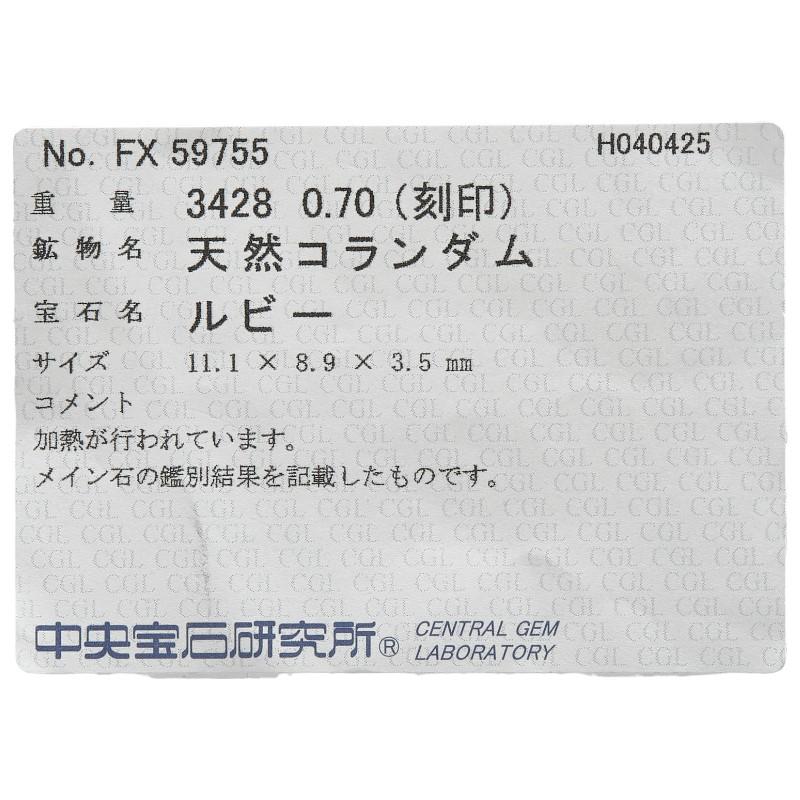 No. FX 59755 H040425
重 量 3428 0.70 (刻印)
鉱物名 天然コランダム
宝石名 ルビー
サイズ 11.1 × 8.9 × 3.5 mm
コメント
加熱が行われています。
メイン石の鑑別結果を記載したものです。
中央宝石研究所® CENTRAL GEM
LABORATORY